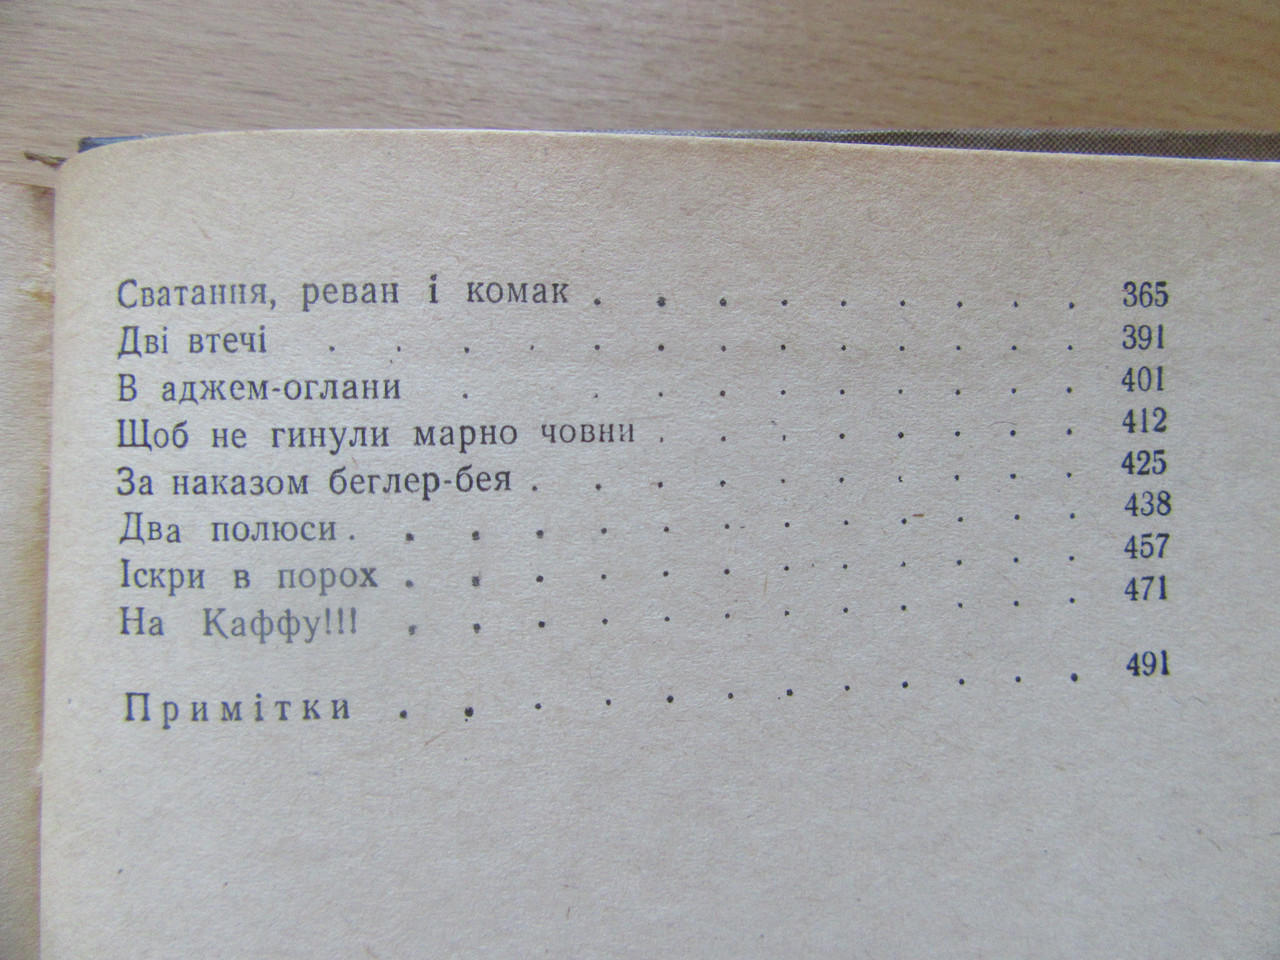 Сватання, реван і комак . . . . . . . . . 365
Дві втечі . . . . . . . . . . . . 391
В аджем-оглани . . . . . . . . . . 401
Щоб не гинули марно човни . . . . . . . . 412
За наказом беглер-бея . . . . . . . . . . 425
Два полюси . . . . . . . . . . . . 438
Іскри в порох . . . . . . . . . . . 457
На Каффу!!! . . . . . . . . . . . 471
Примітки . . . . . . . . . . . 491